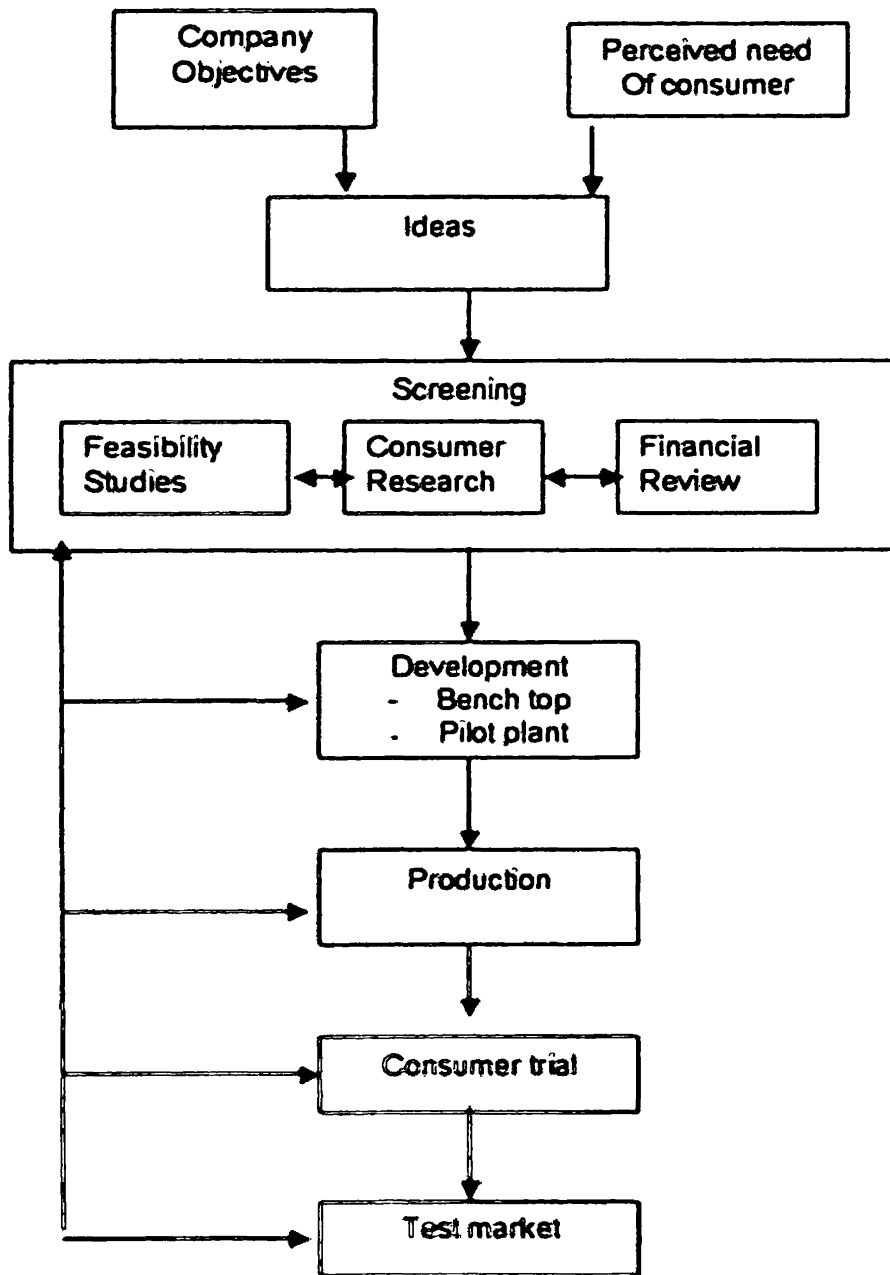 Company
Objectives
Perceived need
Of consumer
Ideas
Screening
Feasibility
Studies
Consumer
Research
Financial
Review
Development
- Bench top
- Pilot plant
Production
Consumer trial
Test market